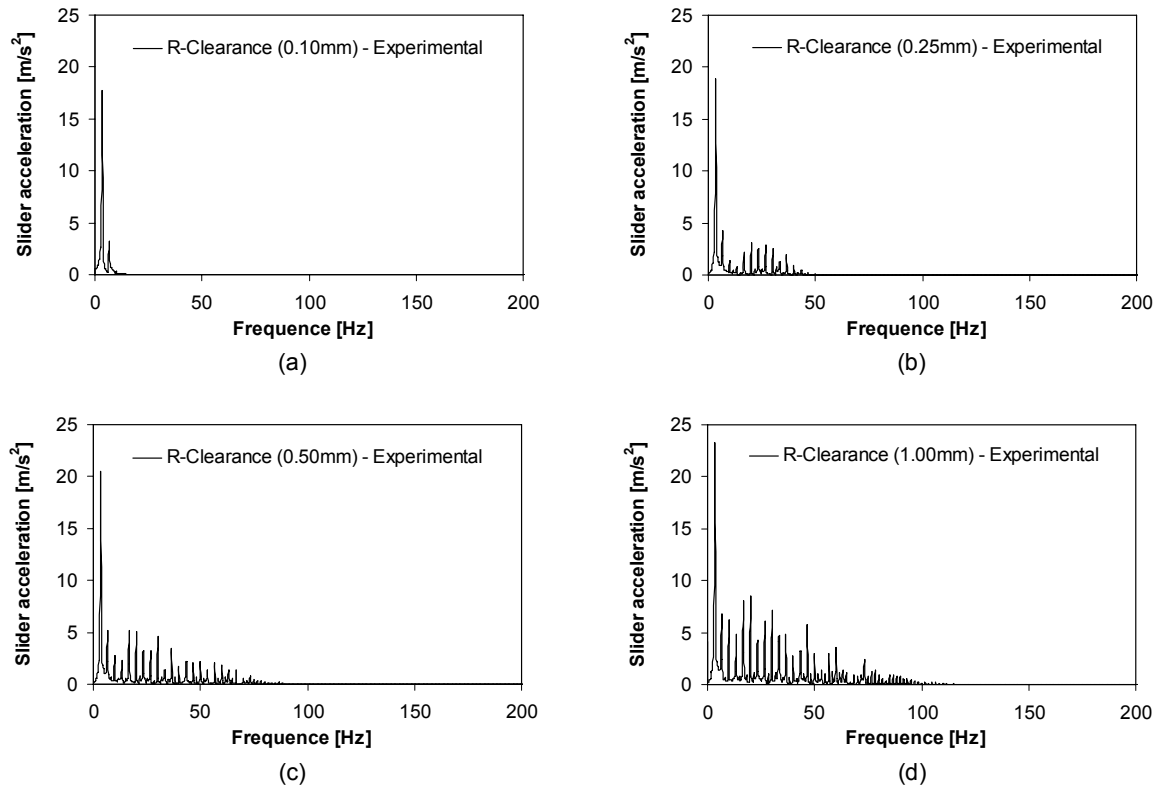 25
20
15
10
5
0
Slider acceleration [m/s²]
R-Clearance (0.10mm) - Experimental
0 50 100 150 200
Frequence [Hz]
(a)
25
20
15
10
5
0
Slider acceleration [m/s²]
R-Clearance (0.25mm) - Experimental
0 50 100 150 200
Frequence [Hz]
(b)
25
20
15
10
5
0
Slider acceleration [m/s²]
R-Clearance (0.50mm) - Experimental
0 50 100 150 200
Frequence [Hz]
(c)
25
20
15
10
5
0
Slider acceleration [m/s²]
R-Clearance (1.00mm) - Experimental
0 50 100 150 200
Frequence [Hz]
(d)